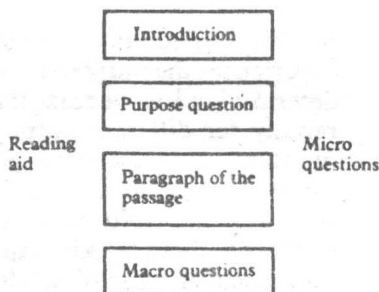 Introduction
Purpose question
Reading
aid
Paragraph of the
passage
Micro
questions
Macro questions